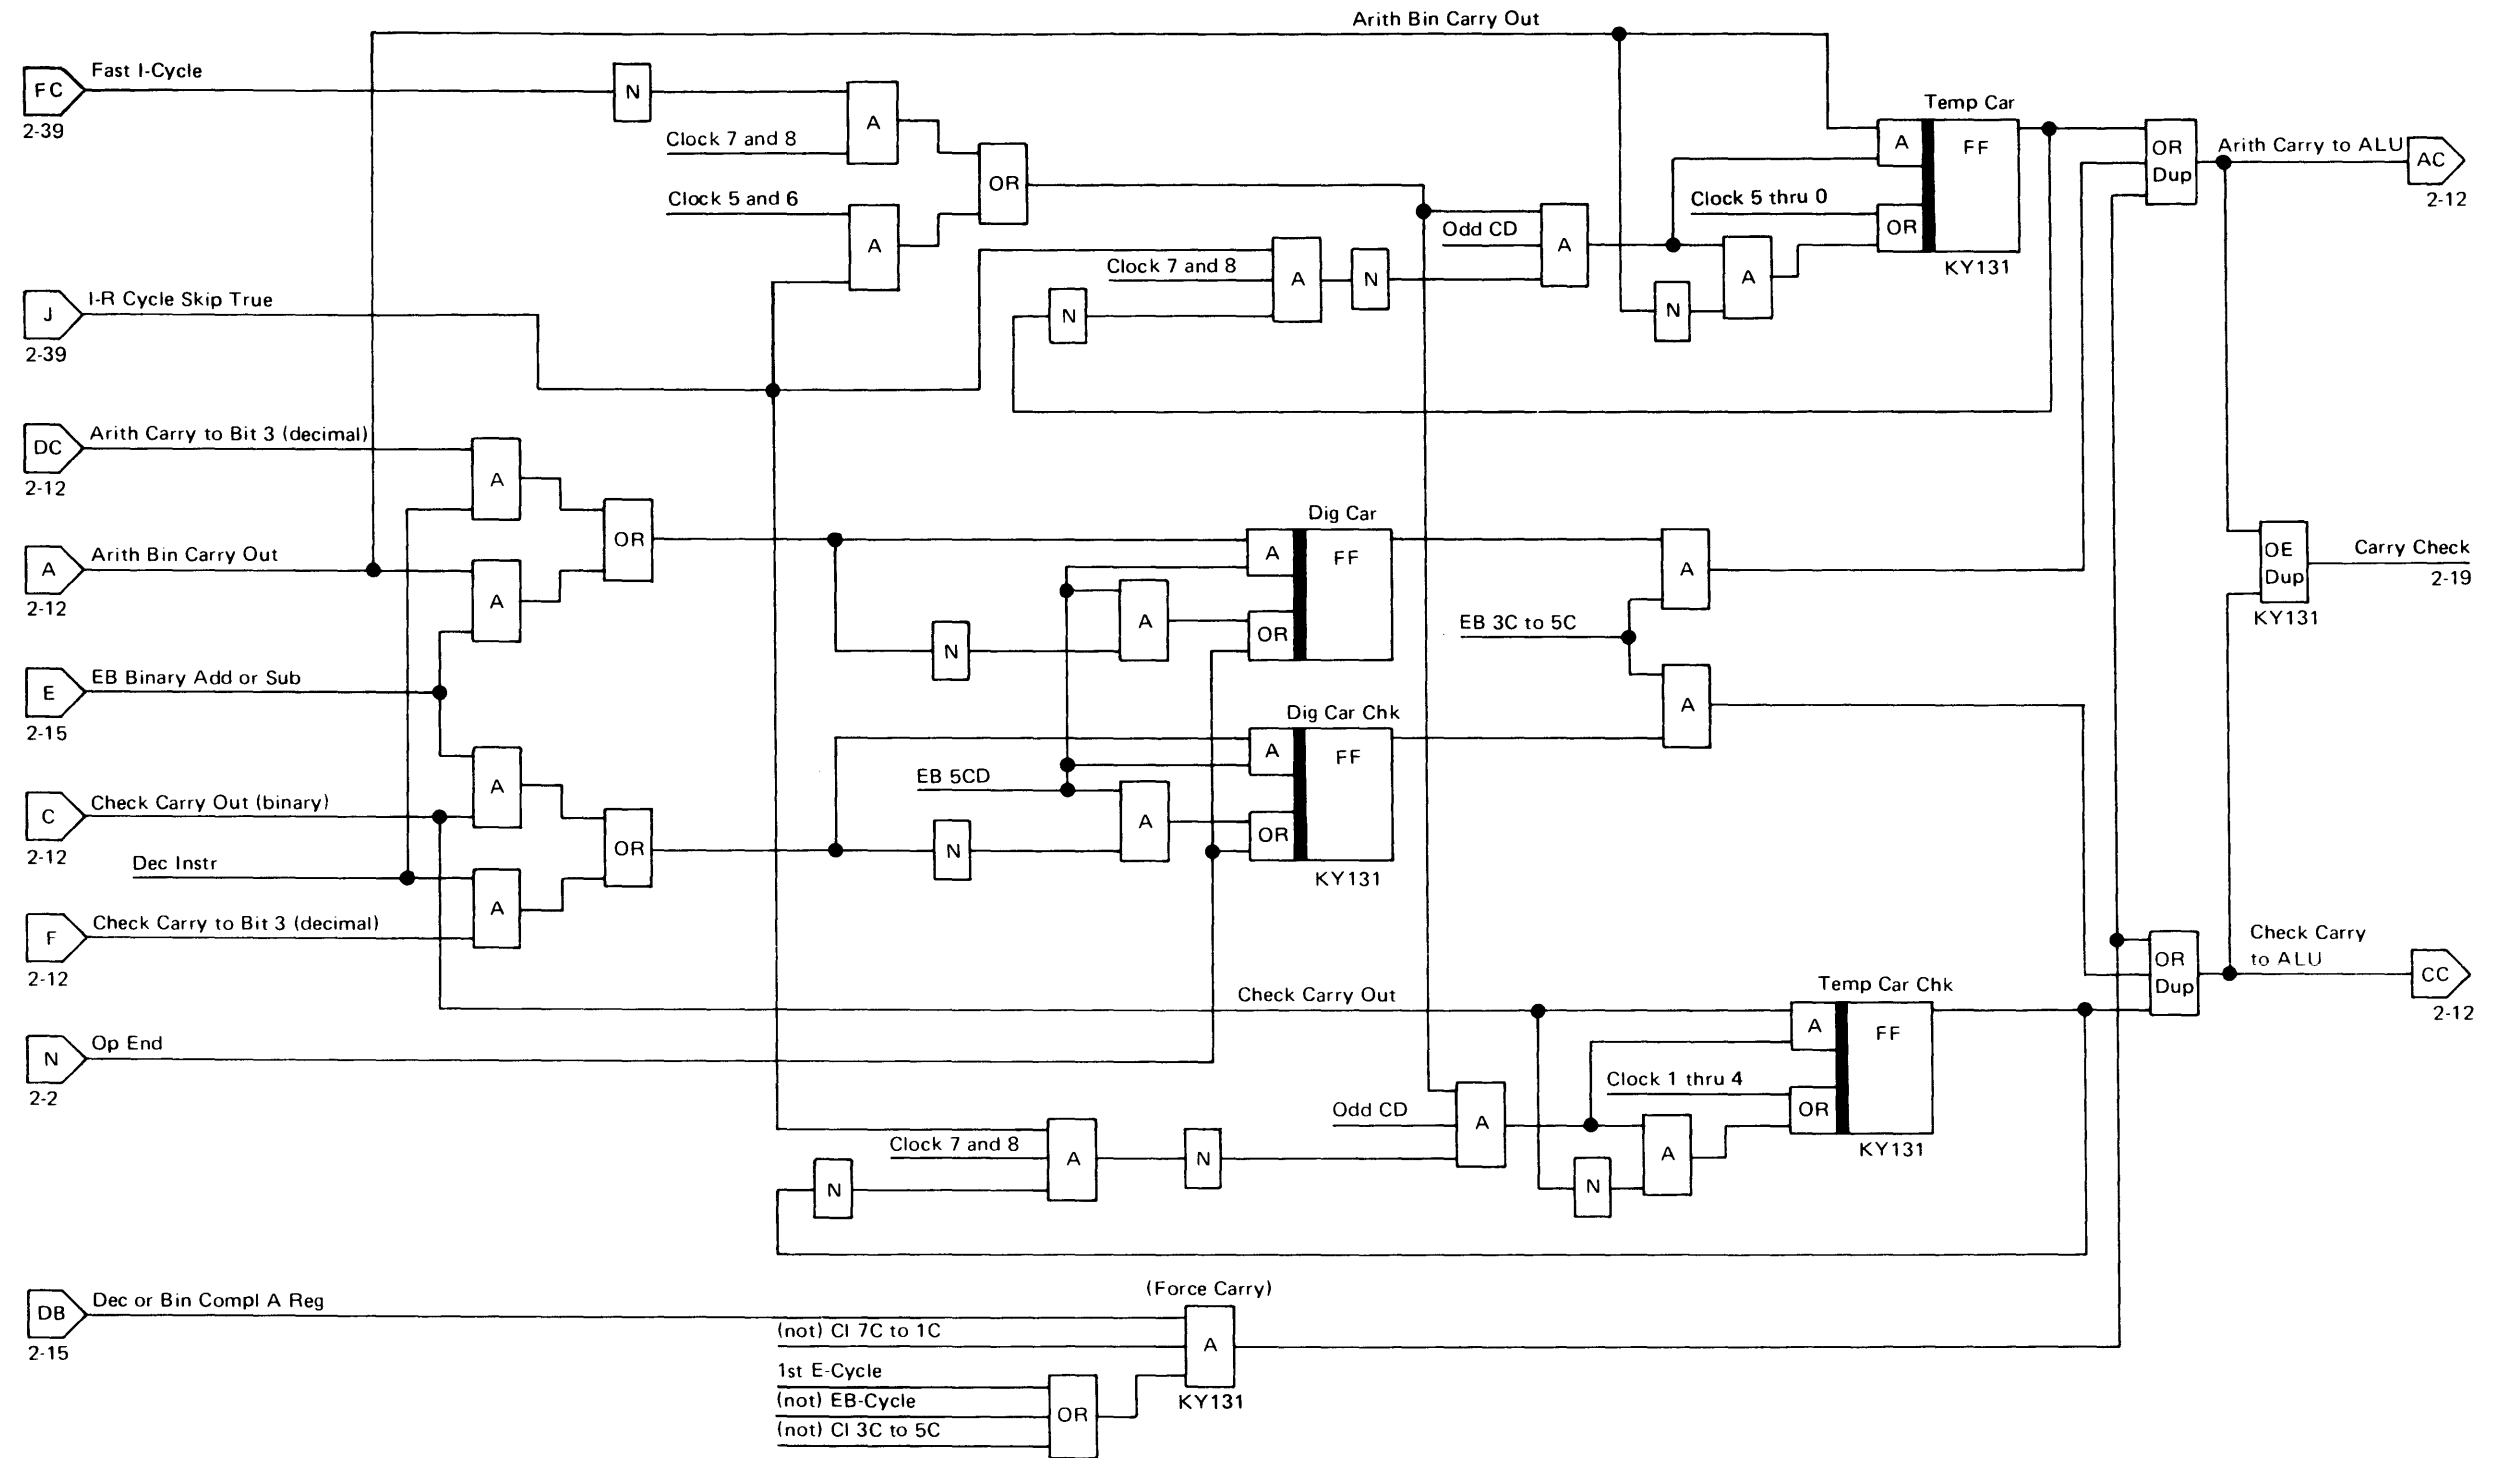 Arith Bin Carry Out
FC
Fast I-Cycle
2-39
N
A
Clock 7 and 8
OR
Clock 5 and 6
A
Temp Car
A
FF
Clock 5 thru 0
OR
KY131
OR
Dup
Arith Carry to ALU
AC
2-12
Odd CD
A
Clock 7 and 8
A
N
N
A
N
J
I-R Cycle Skip True
2-39
DC
Arith Carry to Bit 3 (decimal)
2-12
A
OR
A
Arith Bin Carry Out
2-12
A
Dig Car
A
FF
A
OR
N
A
EB 3C to 5C
A
OE
Dup
KY131
Carry Check
2-19
E
EB Binary Add or Sub
2-15
Dig Car Chk
A
FF
EB 5CD
A
OR
N
KY131
A
C
Check Carry Out (binary)
2-12
OR
Dec Instr
A
F
Check Carry to Bit 3 (decimal)
2-12
OR
Dup
Check Carry
to ALU
CC
2-12
Check Carry Out
Temp Car Chk
A
FF
Clock 1 thru 4
OR
KY131
N
Op End
2-2
Odd CD
A
A
N
Clock 7 and 8
A
N
N
(Force Carry)
DB
Dec or Bin Compl A Reg
2-15
(not) CI 7C to 1C
A
KY131
1st E-Cycle
(not) EB-Cycle
OR
(not) CI 3C to 5C